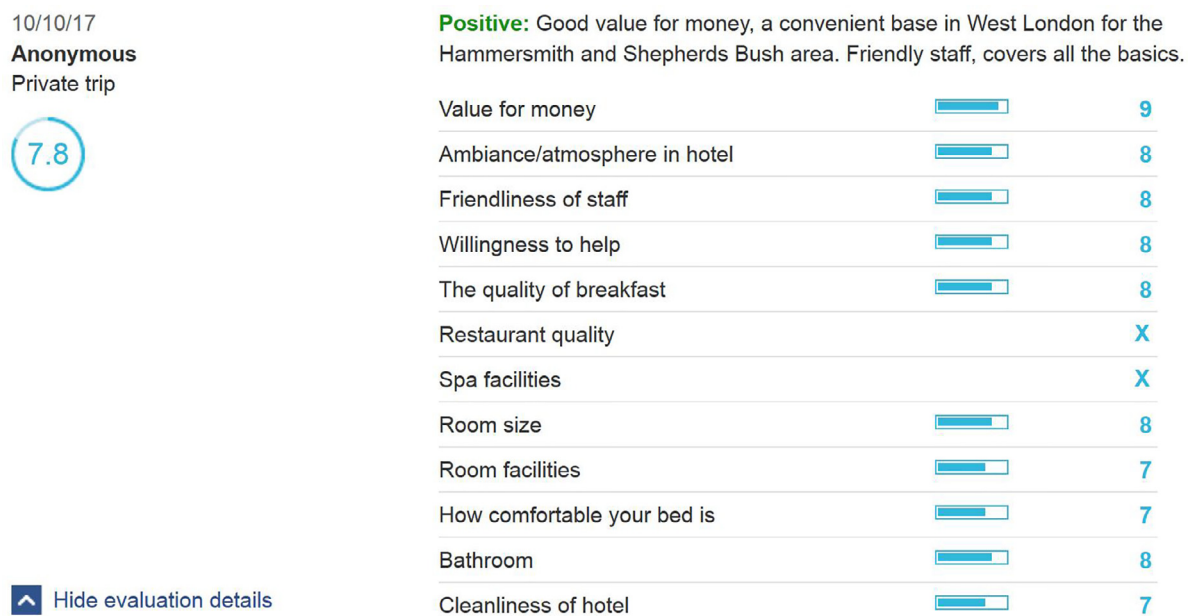 10/10/17
Anonymous
Private trip
7.8
Positive: Good value for money, a convenient base in West London for the
Hammersmith and Shepherds Bush area. Friendly staff, covers all the basics.
Value for money 9
Ambiance/atmosphere in hotel 8
Friendliness of staff 8
Willingness to help 8
The quality of breakfast 8
Restaurant quality X
Spa facilities X
Room size 8
Room facilities 7
How comfortable your bed is 7
Bathroom 8
Cleanliness of hotel 7
Hide evaluation details